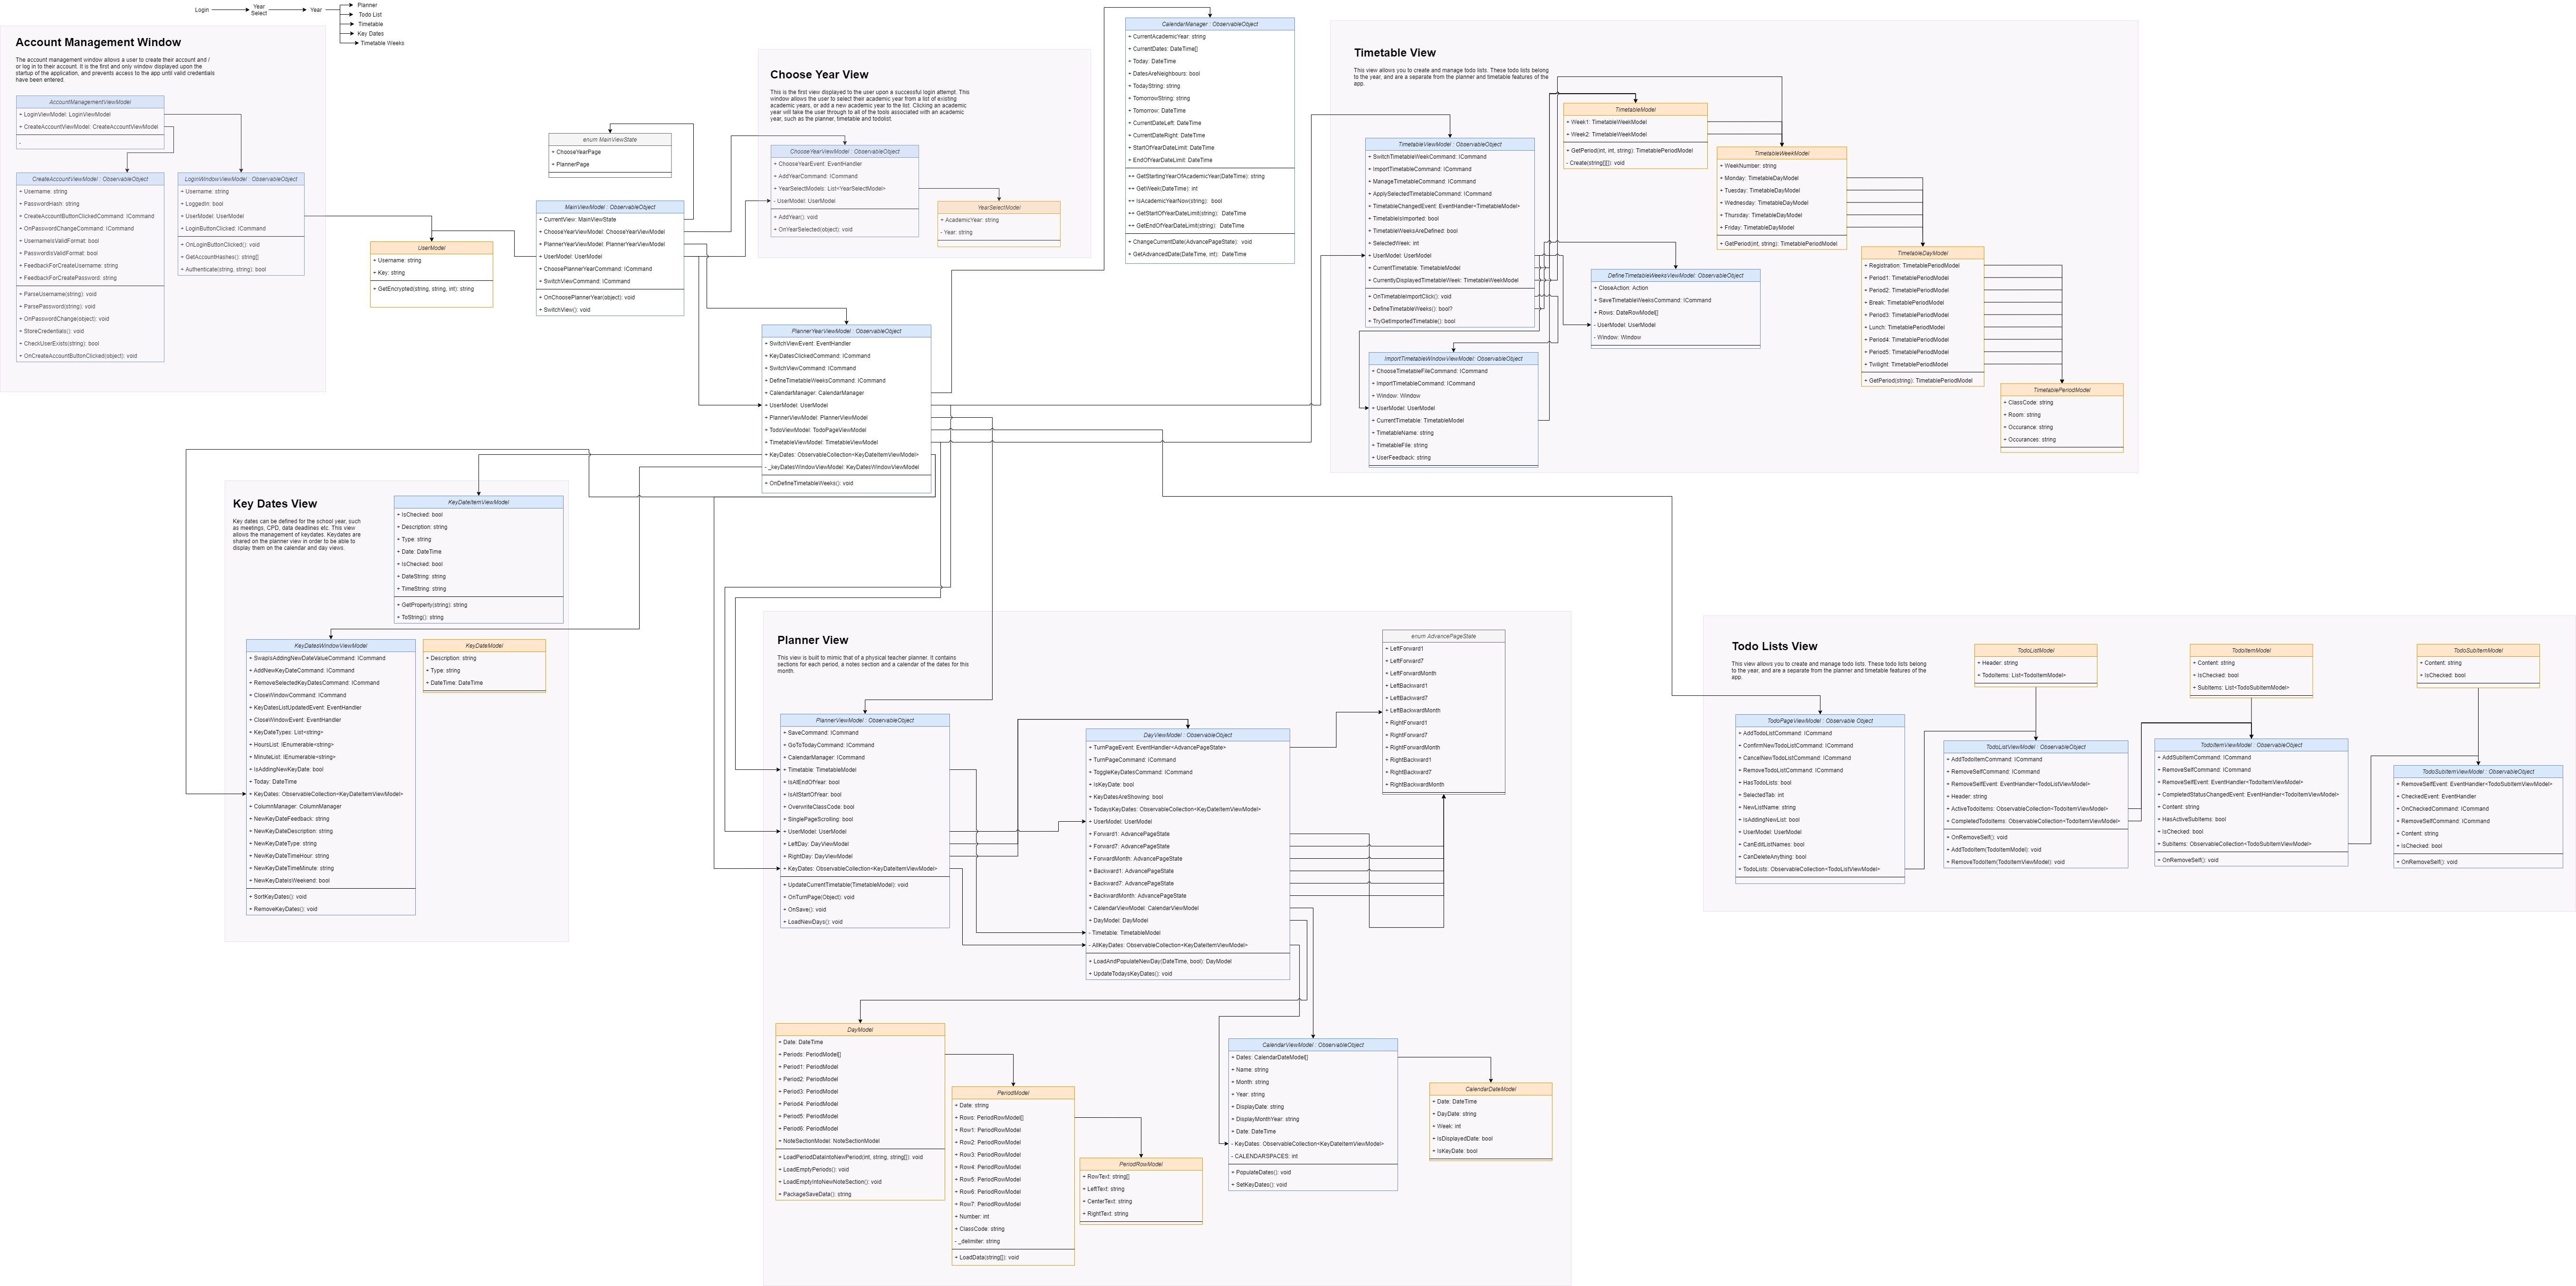 Login
Year
Select
Year
Planner
Todo List
Timetable
Key Dates
Timetable Weeks
Account Management Window
The account management window allows a user to create their account and /
or log in to their account. It is the first and only window displayed upon the
startup of the application, and prevents access to the app until valid credentials
have been entered.
AccountManagementViewModel
+ LoginViewModel: LoginViewModel
+ CreateAccountViewModel: CreateAccountViewModel
-
CreateAccountViewModel : ObservableObject
+ Username: string
+ PasswordHash: string
+ CreateAccountButtonClickedCommand: ICommand
+ OnPasswordChangeCommand: ICommand
+ UsernameIsValidFormat: bool
+ PasswordIsValidFormat: bool
+ FeedbackForCreateUsername: string
+ FeedbackForCreatePassword: string
+ ParseUsername(string): void
+ ParsePassword(string): void
+ OnPasswordChange(object): void
+ StoreCredentials(): void
+ CheckUserExists(string): bool
+ OnCreateAccountButtonClicked(object): void
LoginWindowViewModel : ObservableObject
+ Username: string
+ LoggedIn: bool
+ UserModel: UserModel
+ LoginButtonClicked: ICommand
+ OnLoginButtonClicked(): void
+ GetAccountHashes(): string[]
+ Authenticate(string, string): bool
UserModel
+ Username: string
+ Key: string
+ GetEncrypted(string, string, int): string
enum MainViewState
+ ChooseYearPage
+ PlannerPage
MainViewModel : ObservableObject
+ CurrentView: MainViewState
+ ChooseYearViewModel: ChooseYearViewModel
+ PlannerYearViewModel: PlannerYearViewModel
+ UserModel: UserModel
+ ChoosePlannerYearCommand: ICommand
+ SwitchViewCommand: ICommand
+ OnChoosePlannerYear(object): void
+ SwitchView(): void
Choose Year View
This is the first view displayed to the user upon a successful login attempt. This
window allows the user to select their academic year from a list of existing
academic years, or add a new academic year to the list. Clicking an academic
year will take the user through to all of the tools associated with an academic
year, such as the planner, timetable and todolist.
ChooseYearViewModel : ObservableObject
+ ChooseYearEvent: EventHandler
+ AddYearCommand: ICommand
+ YearSelectModels: List<YearSelectModel>
- UserModel: UserModel
+ AddYear(): void
+ OnYearSelected(object): void
YearSelectModel
+ AcademicYear: string
- Year: string
CalendarManager : ObservableObject
+ CurrentAcademicYear: string
+ CurrentDates: DateTime[]
+ Today: DateTime
+ DatesAreNeighbours: bool
+ TodayString: string
+ TomorrowString: string
+ Tomorrow: DateTime
+ CurrentDateLeft: DateTime
+ CurrentDateRight: DateTime
+ StartOfYearDateLimit: DateTime
+ EndOfYearDateLimit: DateTime
++ GetStartingYearOfAcademicYear(DateTime): string
++ GetWeek(DateTime): int
++ IsAcademicYearNow(string): bool
++ GetStartOfYearDateLimit(string): DateTime
++ GetEndOfYearDateLimit(string): DateTime
+ ChangeCurrentDate(AdvancePageState): void
+ GetAdvancedDate(DateTime, int): DateTime
PlannerYearViewModel : ObservableObject
+ SwitchViewEvent: EventHandler
+ KeyDatesClickedCommand: ICommand
+ SwitchViewCommand: ICommand
+ DefineTimetableWeeksCommand: ICommand
+ CalendarManager: CalendarManager
+ UserModel: UserModel
+ PlannerViewModel: PlannerViewModel
+ TodoViewModel: TodoPageViewModel
+ TimetableViewModel: TimetableViewModel
+ KeyDates: ObservableCollection<KeyDateItemViewModel>
- _keyDatesWindowViewModel: KeyDatesWindowViewModel
+ OnDefineTimetableWeeks(): void
Timetable View
This view allows you to create and manage todo lists. These todo lists belong
to the year, and are a separate from the planner and timetable features of the
app.
TimetableViewModel : ObservableObject
+ SwitchTimetableWeekCommand: ICommand
+ ImportTimetableCommand: ICommand
+ ManageTimetableCommand: ICommand
+ ApplySelectedTimetableCommand: ICommand
+ TimetableChangedEvent: EventHandler<TimetableModel>
+ TimetableIsImported: bool
+ TimetableWeeksAreDefined: bool
+ SelectedWeek: int
+ UserModel: UserModel
+ CurrentTimetable: TimetableModel
+ CurrentlyDisplayedTimetableWeek: TimetableWeekModel
+ OnTimetableImportClick(): void
+ DefineTimetableWeeks(): bool?
+ TryGetImportedTimetable(): bool
ImportTimetableWindowViewModel: ObservableObject
+ ChooseTimetableFileCommand: ICommand
+ ImportTimetableCommand: ICommand
+ Window: Window
+ UserModel: UserModel
+ CurrentTimetable: TimetableModel
+ TimetableName: string
+ TimetableFile: string
+ UserFeedback: string
TimetableModel
+ Week1: TimetableWeekModel
+ Week2: TimetableWeekModel
+ GetPeriod(int, int, string): TimetablePeriodModel
- Create(string[][]): void
DefineTimetableWeeksViewModel: ObservableObject
+ CloseAction: Action
+ SaveTimetableWeeksCommand: ICommand
+ Rows: DateRowModel[]
- UserModel: UserModel
- Window: Window
TimetableWeekModel
+ WeekNumber: string
+ Monday: TimetableDayModel
+ Tuesday: TimetableDayModel
+ Wednesday: TimetableDayModel
+ Thursday: TimetableDayModel
+ Friday: TimetableDayModel
+ GetPeriod(int, string): TimetablePeriodModel
TimetableDayModel
+ Registration: TimetablePeriodModel
+ Period1: TimetablePeriodModel
+ Period2: TimetablePeriodModel
+ Break: TimetablePeriodModel
+ Period3: TimetablePeriodModel
+ Lunch: TimetablePeriodModel
+ Period4: TimetablePeriodModel
+ Period5: TimetablePeriodModel
+ Twilight: TimetablePeriodModel
+ GetPeriod(string): TimetablePeriodModel
TimetablePeriodModel
+ ClassCode: string
+ Room: string
+ Occurance: string
+ Occurances: string
Key Dates View
Key dates can be defined for the school year, such
as meetings, CPD, data deadlines etc. This view
allows the management of keydates. Keydates are
shared on the planner view in order to be able to
display them on the calendar and day views.
KeyDateItemViewModel
+ IsChecked: bool
+ Description: string
+ Type: string
+ Date: DateTime
+ IsChecked: bool
+ DateString: string
+ TimeString: string
+ GetProperty(string): string
+ ToString(): string
KeyDatesWindowViewModel
+ SwapIsAddingNewDateValueCommand: ICommand
+ AddNewKeyDateCommand: ICommand
+ RemoveSelectedKeyDatesCommand: ICommand
+ CloseWindowCommand: ICommand
+ KeyDatesListUpdatedEvent: EventHandler
+ CloseWindowEvent: EventHandler
+ KeyDateTypes: List<string>
+ HoursList: IEnumerable<string>
+ MinuteList: IEnumerable<string>
+ IsAddingNewKeyDate: bool
+ Today: DateTime
+ KeyDates: ObservableCollection<KeyDateItemViewModel>
+ ColumnManager: ColumnManager
+ NewKeyDateFeedback: string
+ NewKeyDateDescription: string
+ NewKeyDateType: string
+ NewKeyDateTimeHour: string
+ NewKeyDateTimeMinute: string
+ NewKeyDateIsWeekend: bool
+ SortKeyDates(): void
+ RemoveKeyDates(): void
KeyDateModel
+ Description: string
+ Type: string
+ DateTime: DateTime
Planner View
This view is built to mimic that of a physical teacher planner. It contains
sections for each period, a notes section and a calendar of the dates for this
month.
PlannerViewModel : ObservableObject
+ SaveCommand: ICommand
+ GoToTodayCommand: ICommand
+ CalendarManager: ICommand
+ Timetable: TimetableModel
+ IsAtEndOfYear: bool
+ IsAtStartOfYear: bool
+ OverwriteClassCode: bool
+ SinglePageScrolling: bool
+ UserModel: UserModel
+ LeftDay: DayViewModel
+ RightDay: DayViewModel
+ KeyDates: ObservableCollection<KeyDateItemViewModel>
+ UpdateCurrentTimetable(TimetableModel): void
+ OnTurnPage(Object): void
+ OnSave(): void
+ LoadNewDays(): void
DayViewModel : ObservableObject
+ TurnPageEvent: EventHandler<AdvancePageState>
+ TurnPageCommand: ICommand
+ ToggleKeyDatesCommand: ICommand
+ IsKeyDate: bool
+ KeyDatesAreShowing: bool
+ TodaysKeyDates: ObservableCollection<KeyDateItemViewModel>
+ UserModel: UserModel
+ Forward1: AdvancePageState
+ Forward7: AdvancePageState
+ ForwardMonth: AdvancePageState
+ Backward1: AdvancePageState
+ Backward7: AdvancePageState
+ BackwardMonth: AdvancePageState
+ CalendarViewModel: CalendarViewModel
+ DayModel: DayModel
- Timetable: TimetableModel
- AllKeyDates: ObservableCollection<KeyDateItemViewModel>
+ LoadAndPopulateNewDay(DateTime, bool): DayModel
+ UpdateTodaysKeyDates(): void
enum AdvancePageState
+ LeftForward1
+ LeftForward7
+ LeftForwardMonth
+ LeftBackward1
+ LeftBackward7
+ LeftBackwardMonth
+ RightForward1
+ RightForward7
+ RightForwardMonth
+ RightBackward1
+ RightBackward7
+ RightBackwardMonth
DayModel
+ Date: DateTime
+ Periods: PeriodModel[]
+ Period1: PeriodModel
+ Period2: PeriodModel
+ Period3: PeriodModel
+ Period4: PeriodModel
+ Period5: PeriodModel
+ Period6: PeriodModel
+ NoteSectionModel: NoteSectionModel
+ LoadPeriodDataIntoNewPeriod(int, string, string[]): void
+ LoadEmptyPeriods(): void
+ LoadEmptyIntoNewNoteSection(): void
+ PackageSaveData(): string
PeriodModel
+ Date: string
+ Rows: PeriodRowModel[]
+ Row1: PeriodRowModel
+ Row2: PeriodRowModel
+ Row3: PeriodRowModel
+ Row4: PeriodRowModel
+ Row5: PeriodRowModel
+ Row6: PeriodRowModel
+ Row7: PeriodRowModel
+ Number: int
+ ClassCode: string
- _delimiter: string
+ LoadData(string[]): void
PeriodRowModel
+ RowText: string[]
+ LeftText: string
+ CenterText: string
+ RightText: string
CalendarViewModel : ObservableObject
+ Dates: CalendarDateModel[]
+ Name: string
+ Month: string
+ Year: string
+ DisplayDate: string
+ DisplayMonthYear: string
+ Date: DateTime
- KeyDates: ObservableCollection<KeyDateItemViewModel>
- CALENDARSPACES: int
+ PopulateDates(): void
+ SetKeyDates(): void
CalendarDateModel
+ Date: DateTime
+ DayDate: string
+ Week: int
+ IsDisplayedDate: bool
+ IsKeyDate: bool
Todo Lists View
This view allows you to create and manage todo lists. These todo lists belong
to the year, and are a separate from the planner and timetable features of the
app.
TodoPageViewModel : Observable Object
+ AddTodoListCommand: ICommand
+ ConfirmNewTodoListCommand: ICommand
+ CancelNewTodoListCommand: ICommand
+ RemoveTodoListCommand: ICommand
+ HasTodoLists: bool
+ SelectedTab: int
+ NewListName: string
+ IsAddingNewList: bool
+ UserModel: UserModel
+ CanEditListNames: bool
+ CanDeleteAnything: bool
+ TodoLists: ObservableCollection<TodoListViewModel>
TodoListModel
+ Header: string
+ TodoItems: List<TodoItemModel>
TodoListViewModel : ObservableObject
+ AddTodoItemCommand: ICommand
+ RemoveSelfCommand: ICommand
+ RemoveSelfEvent: EventHandler<TodoListViewModel>
+ Header: string
+ ActiveTodoItems: ObservableCollection<TodoItemViewModel>
+ CompletedTodoItems: ObservableCollection<TodoItemViewModel>
+ OnRemoveSelf(): void
+ AddTodoItem(TodoItemModel): void
+ RemoveTodoItem(TodoItemViewModel): void
TodoItemModel
+ Content: string
+ IsChecked: bool
+ SubItems: List<TodoSubItemModel>
TodoItemViewModel : ObservableObject
+ AddSubItemCommand: ICommand
+ RemoveSelfCommand: ICommand
+ RemoveSelfEvent: EventHandler<TodoItemViewModel>
+ CompletedStatusChangedEvent: EventHandler<TodoItemViewModel>
+ Content: string
+ HasActiveSubItems: bool
+ IsChecked: bool
+ SubItems: ObservableCollection<TodoSubItemViewModel>
+ OnRemoveSelf(): void
TodoSubItemModel
+ Content: string
+ IsChecked: bool
TodoSubItemViewModel : ObservableObject
+ RemoveSelfEvent: EventHandler<TodoSubItemViewModel>
+ CheckedEvent: EventHandler
+ OnCheckedCommand: ICommand
+ RemoveSelfCommand: ICommand
+ Content: string
+ IsChecked: bool
+ OnRemoveSelf(): void